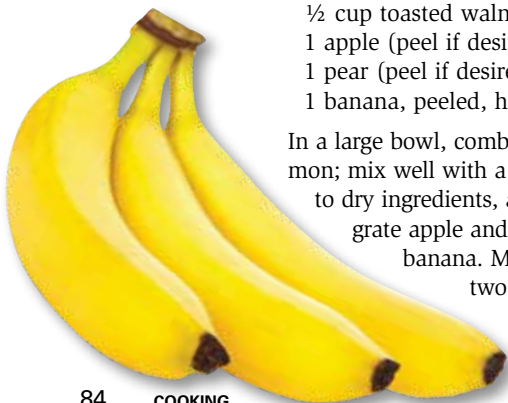 ½ cup toasted waln
1 apple (peel if desi
1 pear (peel if desire
1 banana, peeled, h
In a large bowl, comb
mon; mix well with a
to dry ingredients, a
grate apple and
banana. M
two
84 COOKING